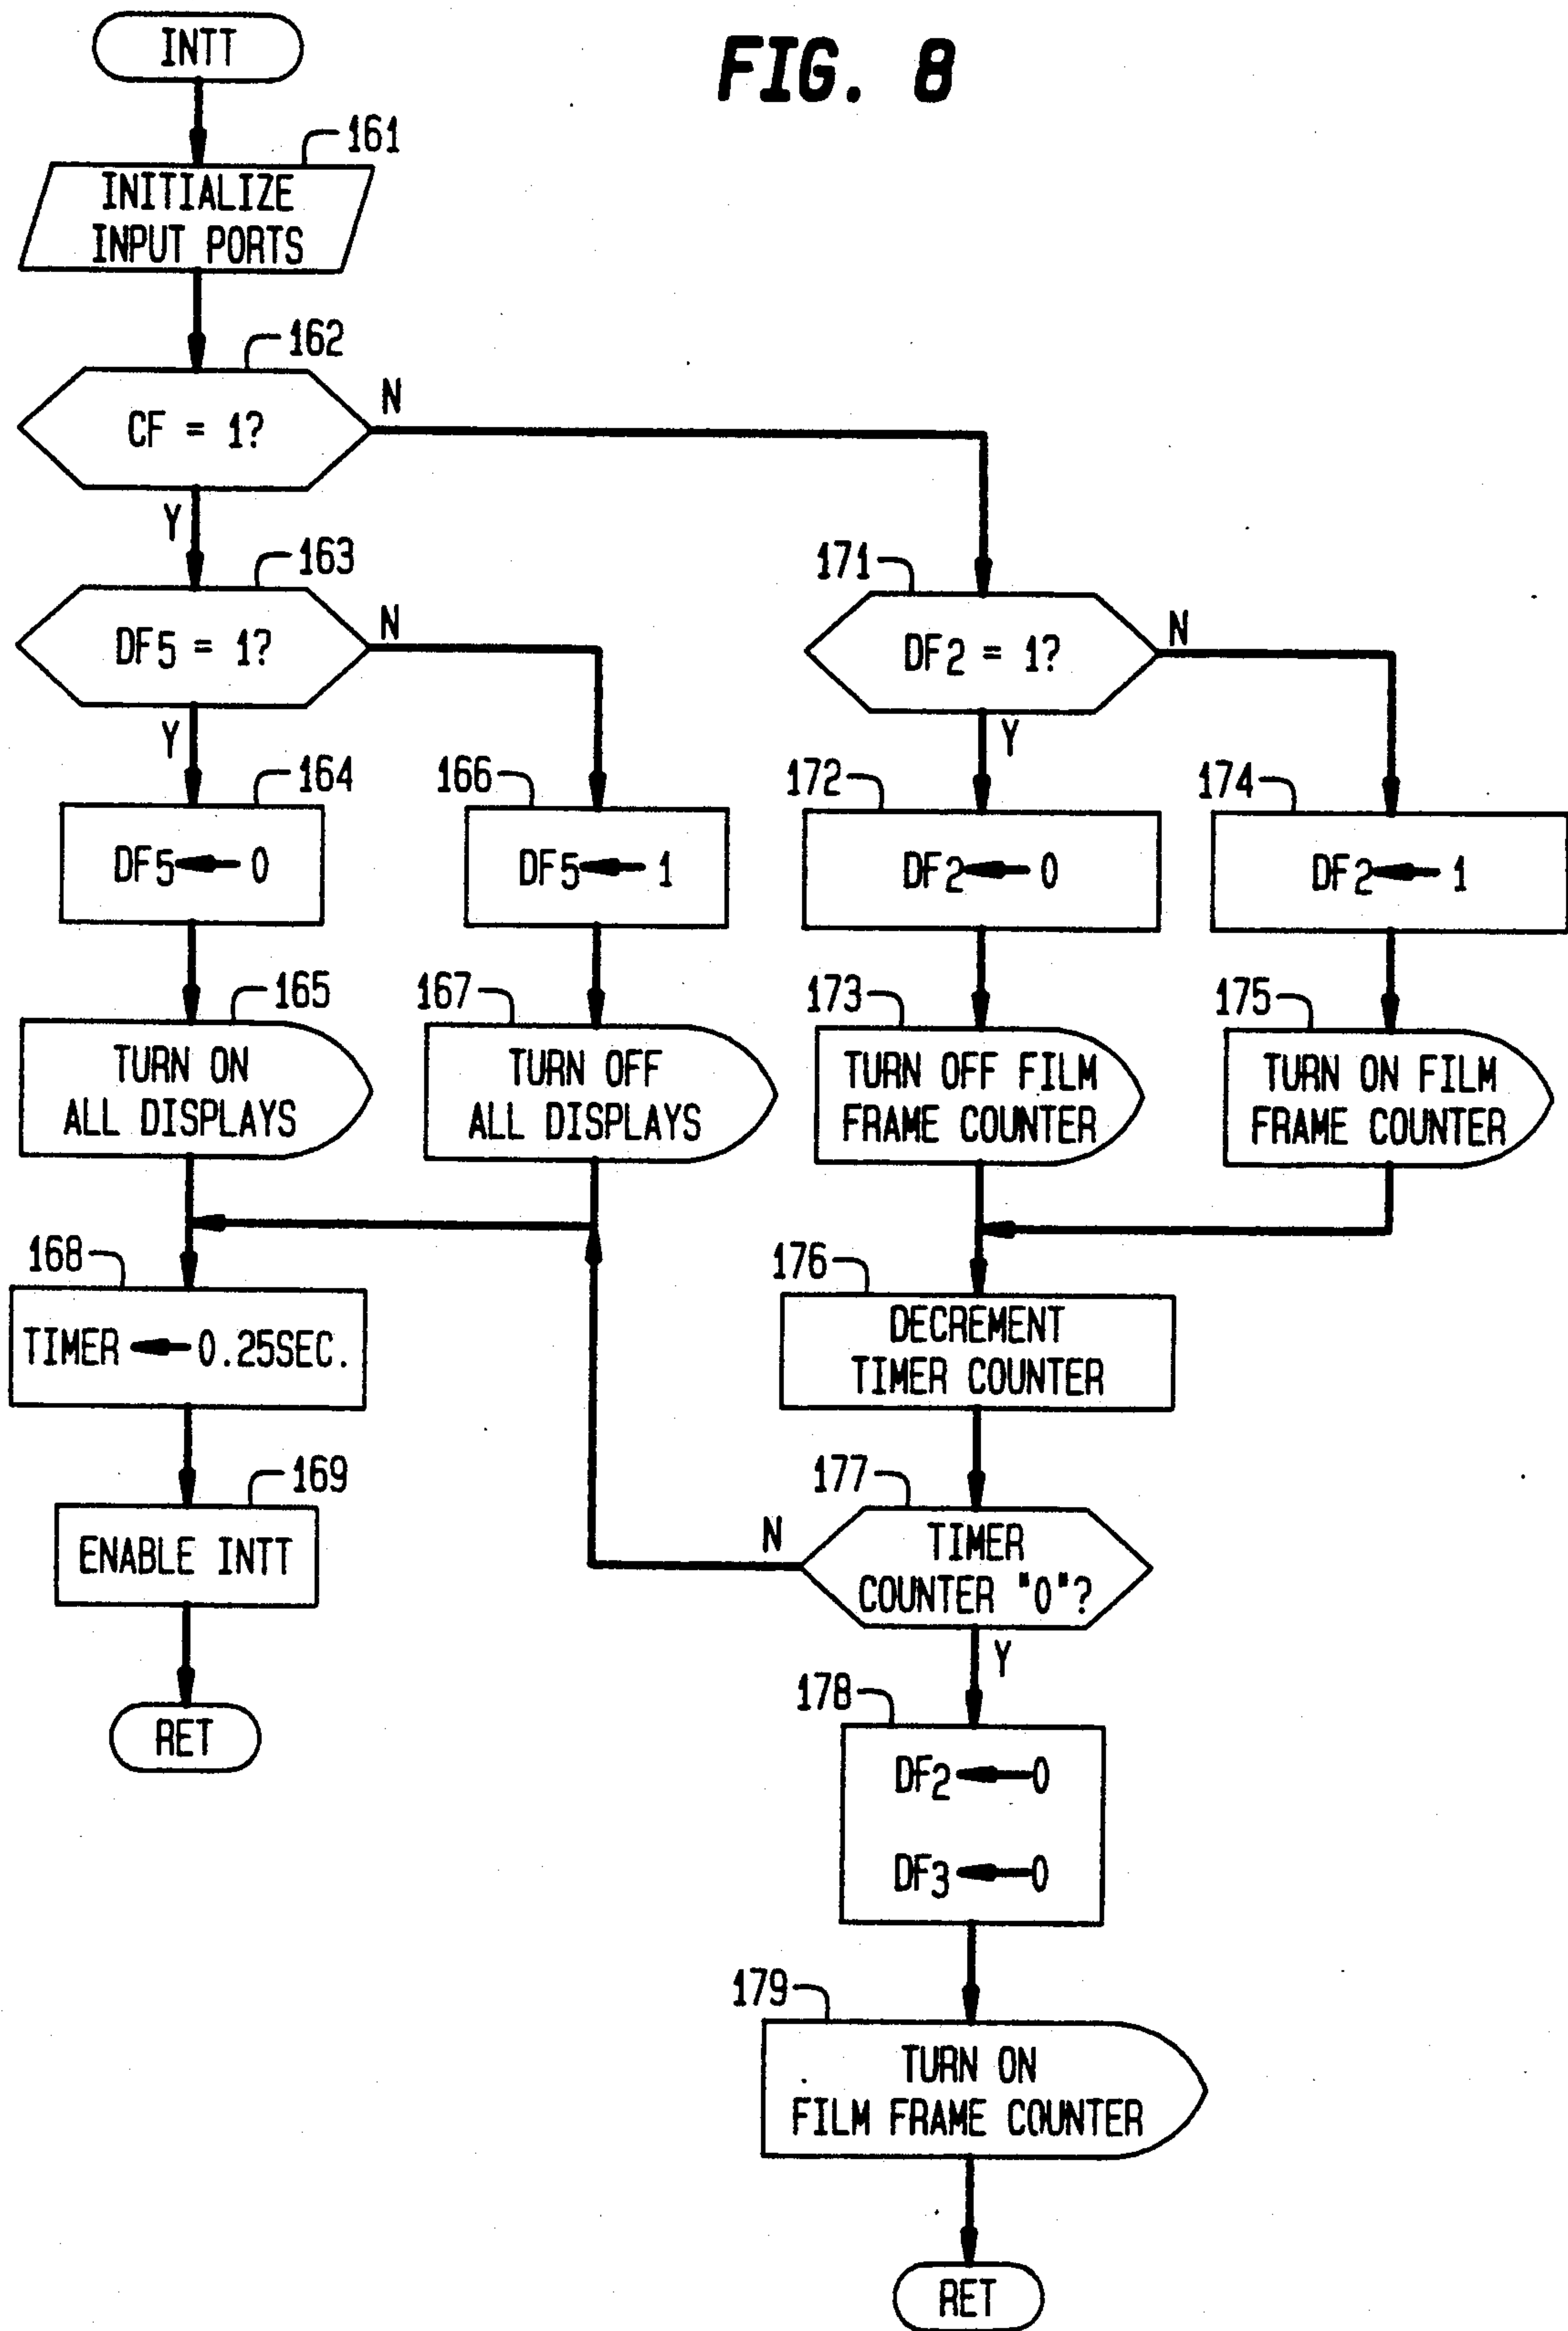 FIG. 8
INTT
161
INITIALIZE
INPUT PORTS
162
CF = 1?
N
Y
163
DF5 = 1?
N
Y
164
DF5 ← 0
166
DF5 ← 1
165
TURN ON
ALL DISPLAYS
167
TURN OFF
ALL DISPLAYS
168
TIMER ← 0.25SEC.
169
ENABLE INTT
RET
171
DF2 = 1?
N
Y
172
DF2 ← 0
174
DF2 ← 1
173
TURN OFF FILM
FRAME COUNTER
175
TURN ON FILM
FRAME COUNTER
176
DECREMENT
TIMER COUNTER
177
TIMER
COUNTER "0"?
N
Y
178
DF2 ← 0
DF3 ← 0
179
TURN ON
FILM FRAME COUNTER
RET